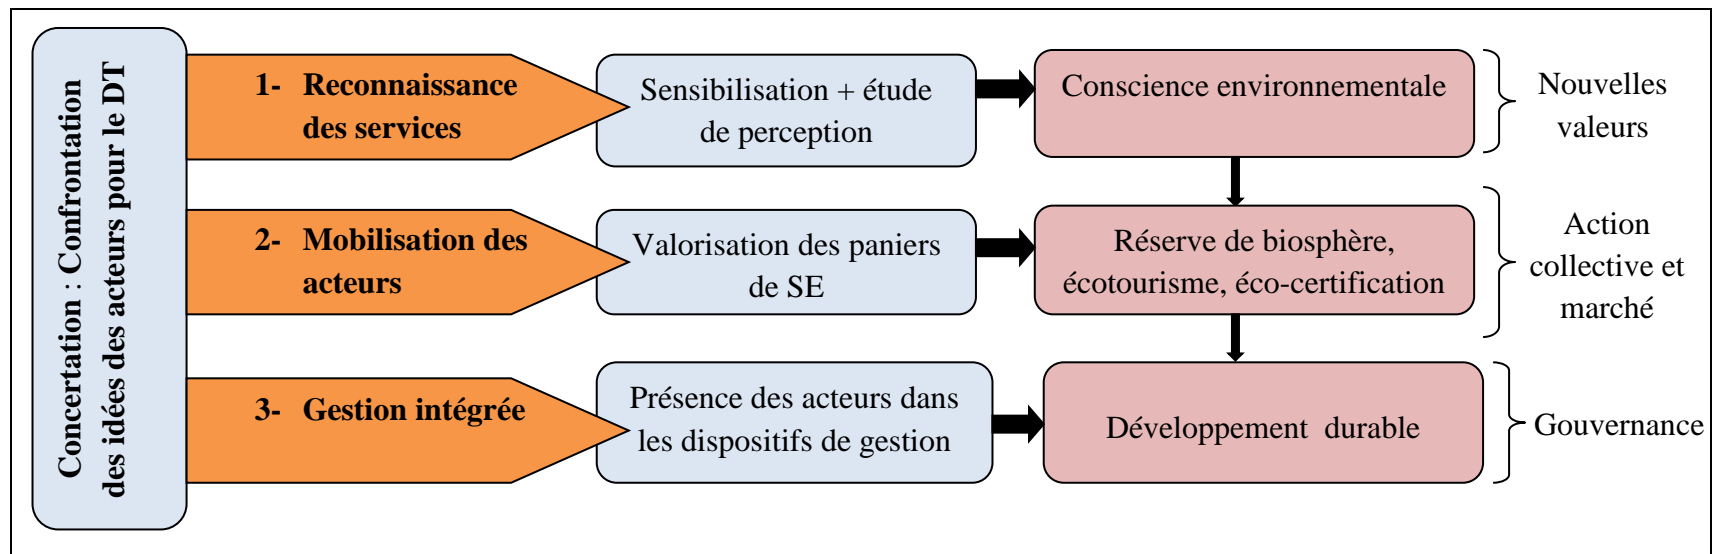 Concertation : Confrontation
des idées des acteurs pour le DT
1- Reconnaissance
des services
Sensibilisation + étude
de perception
Conscience environnementale
Nouvelles
valeurs
2- Mobilisation des
acteurs
Valorisation des paniers
de SE
Réserve de biosphère,
écotourisme, éco-certification
Action
collective et
marché
3- Gestion intégrée
Présence des acteurs dans
les dispositifs de gestion
Développement durable
Gouvernance